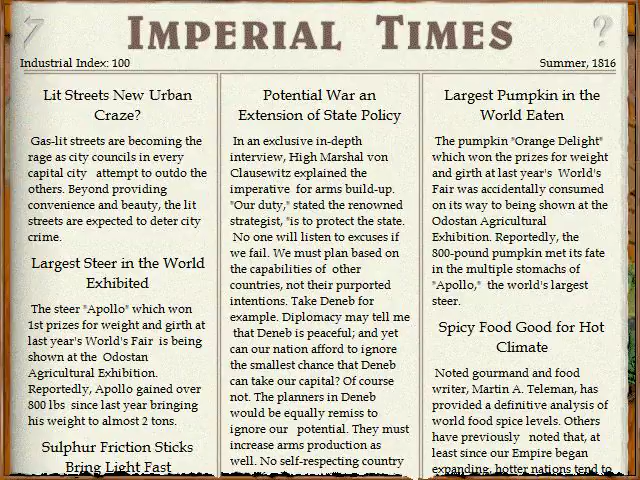 IMPERIAL TIMES
Industrial Index: 100
Summer, 1816
Lit Streets New Urban
Craze?
Gas-lit streets are becoming the
rage as city councils in every
capital city attempt to outdo the
others. Beyond providing
convenience and beauty, the lit
streets are expected to deter city
crime.
Largest Steer in the World
Exhibited
The steer "Apollo" which won
1st prizes for weight and girth at
last year's World's Fair is being
shown at the Odostan
Agricultural Exhibition.
Reportedly, Apollo gained over
800 lbs since last year bringing
his weight to almost 2 tons.
Sulphur Friction Sticks
Bring Light Fast
Potential War an
Extension of State Policy
In an exclusive in-depth
interview, High Marshal von
Clausewitz explained the
imperative for arms build-up.
"Our duty," stated the renowned
strategist, "is to protect the state.
No one will listen to excuses if
we fail. We must plan based on
the capabilities of other
countries, not their purported
intentions. Take Deneb for
example. Diplomacy may tell me
that Deneb is peaceful; and yet
can our nation afford to ignore
the smallest chance that Deneb
can take our capital? Of course
not. The planners in Deneb
would be equally remiss to
ignore our potential. They must
increase arms production as
well. No self-respecting country
Largest Pumpkin in the
World Eaten
The pumpkin "Orange Delight"
which won the prizes for weight
and girth at last year's World's
Fair was accidentally consumed
on its way to being shown at the
Odostan Agricultural
Exhibition. Reportedly, the
800-pound pumpkin met its fate
in the multiple stomachs of
"Apollo," the world's largest
steer.
Spicy Food Good for Hot
Climate
Noted gourmand and food
writer, Martin A. Teleman, has
provided a definitive analysis of
world food spice levels. Others
have previously noted that, at
least since our Empire began
expanding, hotter nations tend to